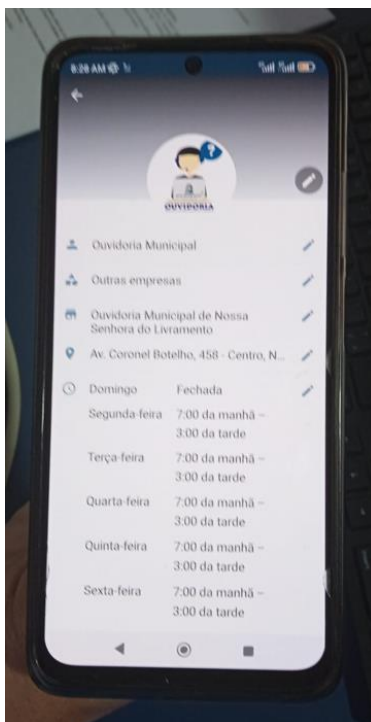 8:28 AM
?
OUVIDORIA
Ouvidoria Municipal
Outras empresas
Ouvidoria Municipal de Nossa
Senhora do Livramento
Av. Coronel Botelho, 458 - Centro, N...
Domingo Fechada
Segunda-feira 7:00 da manhã –
3:00 da tarde
Terça-feira 7:00 da manhã –
3:00 da tarde
Quarta-feira 7:00 da manhã –
3:00 da tarde
Quinta-feira 7:00 da manhã –
3:00 da tarde
Sexta-feira 7:00 da manhã –
3:00 da tarde